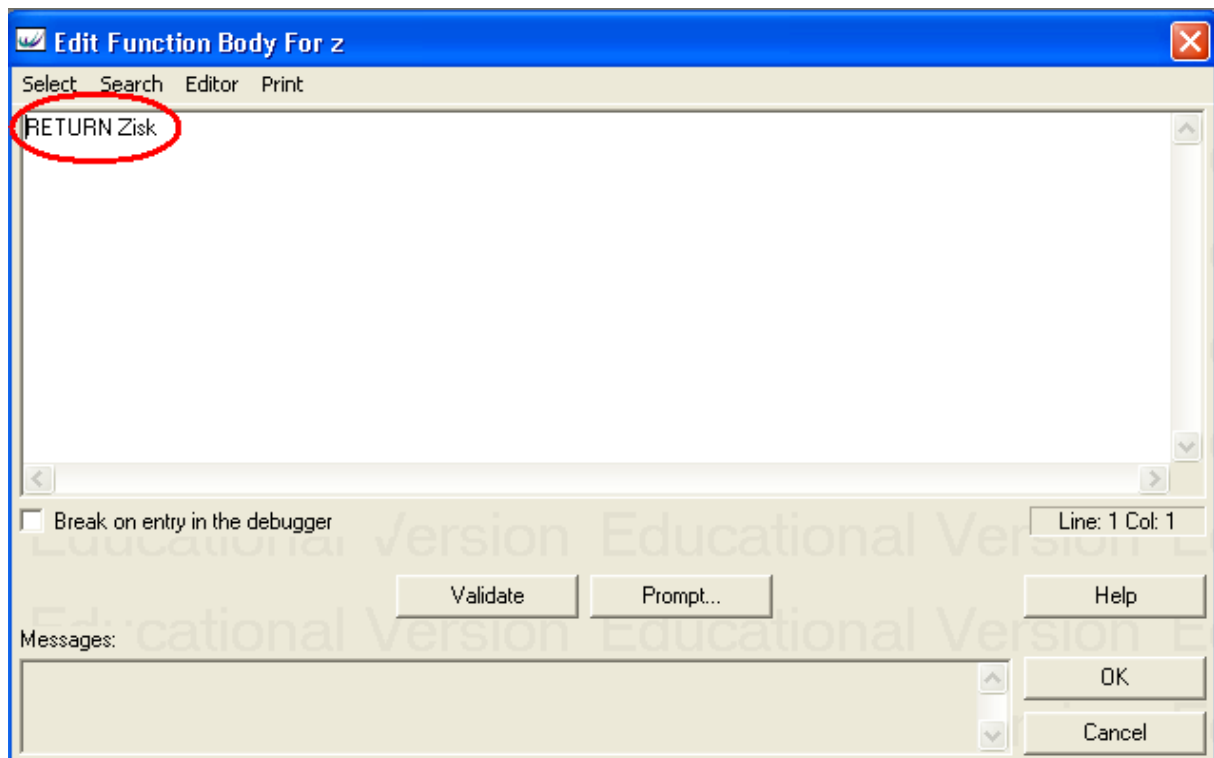 Edit Function Body For z
Select Search Editor Print
RETURN Zisk
Break on entry in the debugger
Line: 1 Col: 1
Educational Version Educational Version
Validate
Prompt...
Help
Educational Version Educational Version
Messages:
OK
Cancel